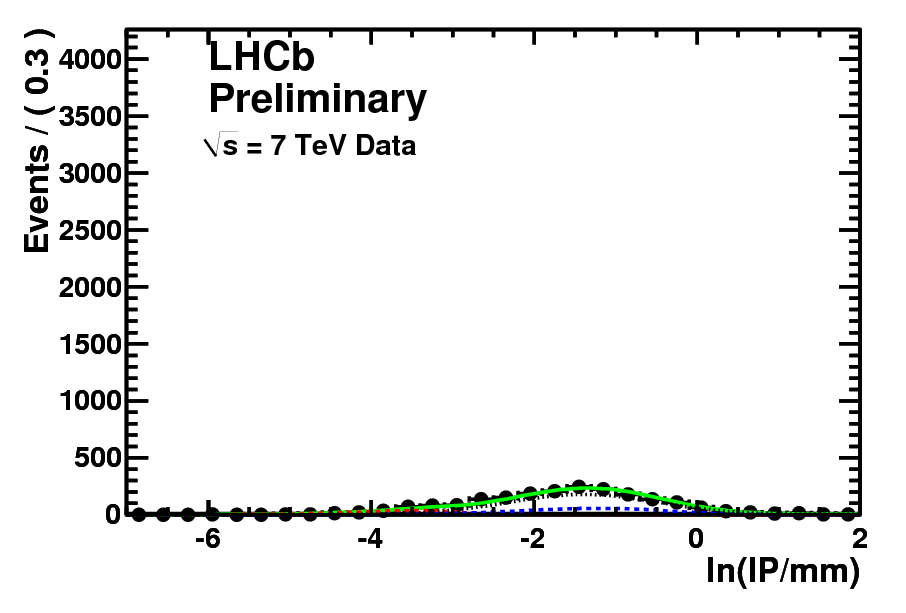 LHCb
Preliminary
√s = 7 TeV Data
Events / ( 0.3 )
4000
3500
3000
2500
2000
1500
1000
500
0
-6
-4
-2
0
2
ln(IP/mm)